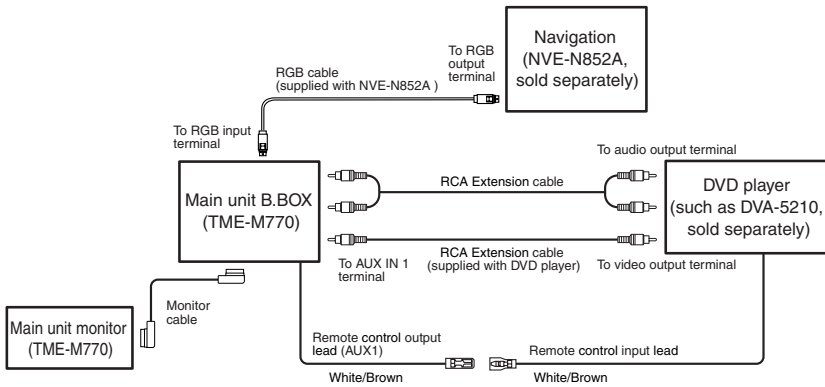 Navigation
(NVE-N852A,
sold separately)
To RGB
output
terminal
RGB cable
(supplied with NVE-N852A )
To RGB input
terminal
Main unit B.BOX
(TME-M770)
To audio output terminal
RCA Extension cable
DVD player
(such as DVA-5210,
sold separately)
To AUX IN 1
terminal
RCA Extension cable
(supplied with DVD player)
To video output terminal
Monitor
cable
Main unit monitor
(TME-M770)
Remote control output
lead (AUX1)
White/Brown
Remote control input lead
White/Brown